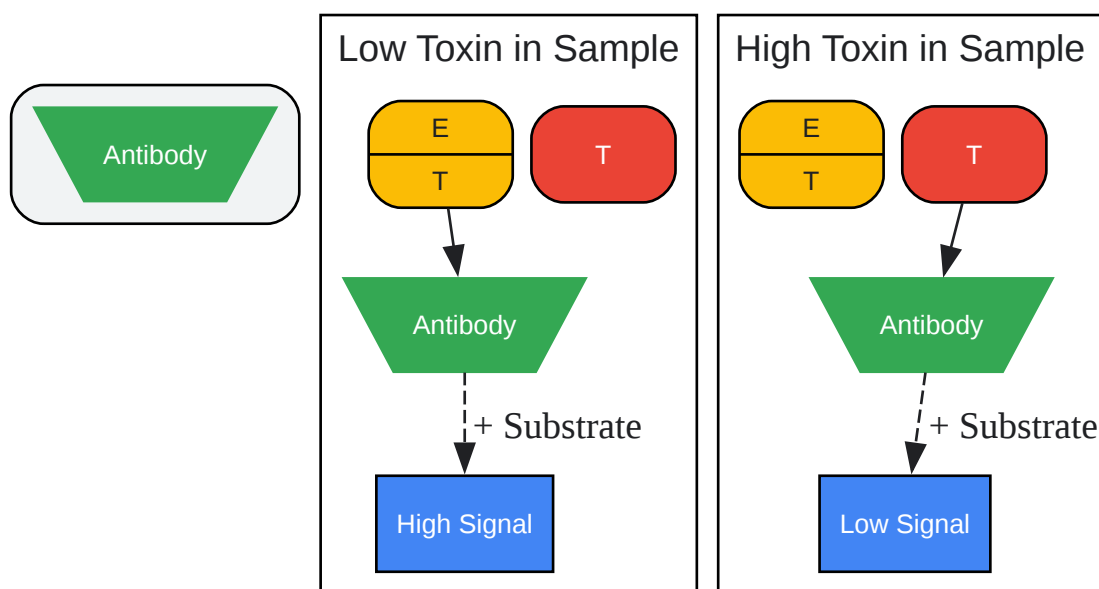 Low Toxin in Sample
High Toxin in Sample
Antibody
E
T
T
E
T
T
Antibody
Antibody
+ Substrate
+ Substrate
High Signal
Low Signal